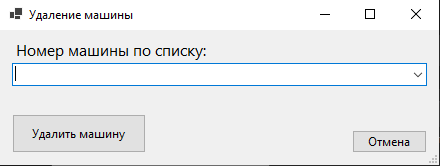 Удаление машины
Номер машины по списку:
Удалить машину
Отмена